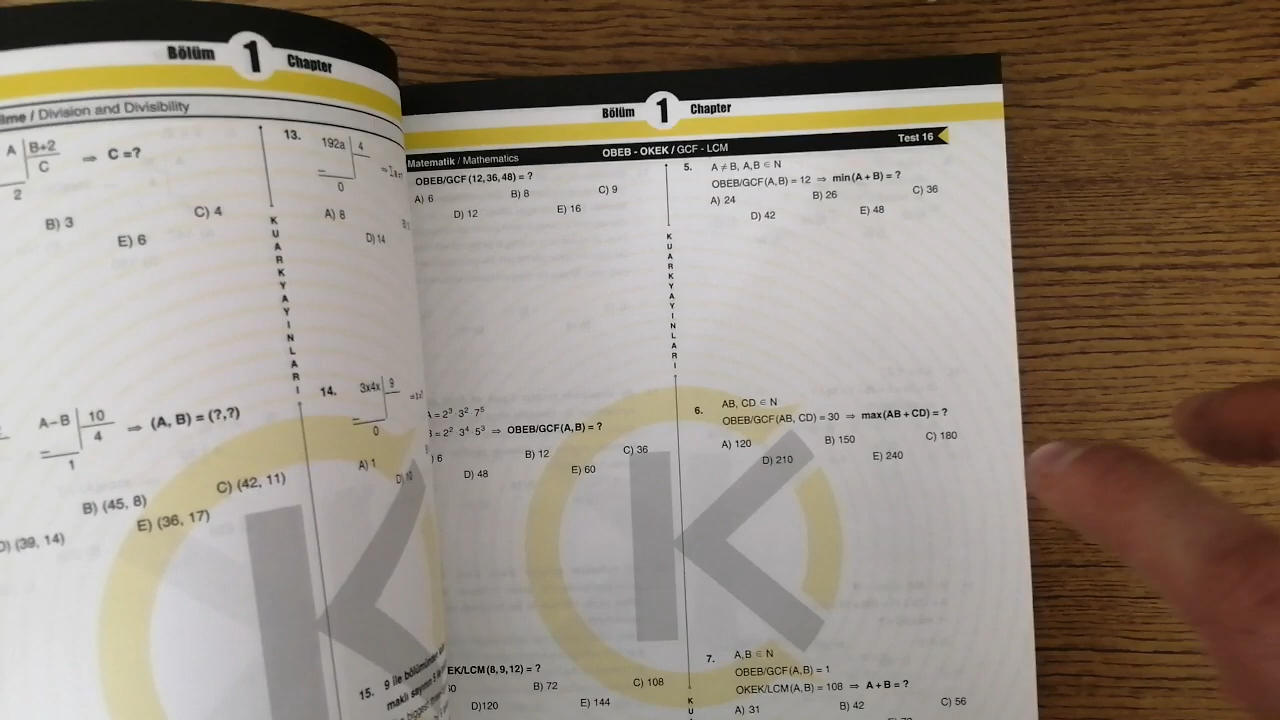 Bölüm 1 Chapter
/ Division and Divisibility
A B+2
C
2
⇒ C =?
B) 3
C) 4
E) 6
A–B 10
4
1
⇒ (A, B) = (?,?)
B) (45, 8)
C) (42, 11)
D) (39, 14)
E) (36, 17)
KUARK YAYINLARI
13. 192a 4
0
A) 8
D) 14
14. 3x4x 9
0
A) 1
D) 10
15. 9 ile
Bölüm 1 Chapter
Matematik / Mathematics
OBEB - OKEK / GCF - LCM
Test 16
OBEB/GCF (12, 36, 48) = ?
A) 6
B) 8
C) 9
D) 12
E) 16
A = 2³ · 3² · 7⁵
B = 2² · 3⁴ · 5³ ⇒ OBEB/GCF(A, B) = ?
) 6
B) 12
C) 36
D) 48
E) 60
EK/LCM (8, 9, 12) = ?
B) 72
C) 108
D)120
E) 144
KUARK YAYINLARI
K
U
5. A ≠ B, A,B ∈ N
OBEB/GCF(A,B) = 12 ⇒ min(A + B) = ?
A) 24
B) 26
C) 36
D) 42
E) 48
6. AB, CD ∈ N
OBEB/GCF(AB, CD) = 30 ⇒ max(AB + CD) = ?
A) 120
B) 150
C) 180
D) 210
E) 240
7. A,B ∈ N
OBEB/GCF(A,B) = 1
OKEK/LCM(A,B) = 108 ⇒ A + B = ?
A) 31
B) 42
C) 56